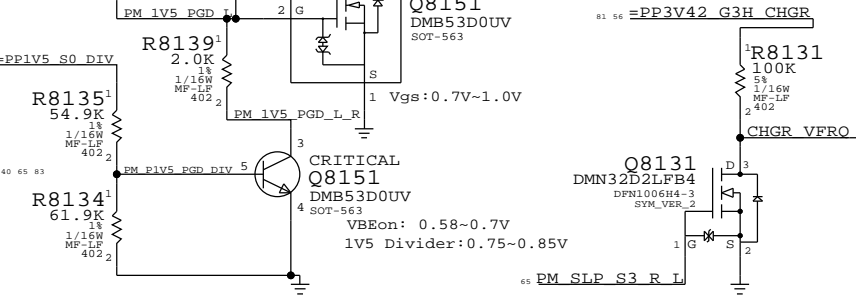 PM_1V5_PGD_L
2
G
Q8151
DMB53D0UV
SOT-563
S
1
Vgs:0.7V~1.0V
R8139
2.0K
1%
1/16W
MF-LF
402
1
2
=PP1V5_S0_DIV
R8135
54.9K
1%
1/16W
MF-LF
402
1
2
PM_1V5_PGD_L_R
3
40 65 83
PM_P1V5_PGD_DIV
5
CRITICAL
Q8151
DMB53D0UV
SOT-563
4
R8134
61.9K
1%
1/16W
MF-LF
402
1
2
VBEon: 0.58~0.7V
1V5 Divider:0.75~0.85V
81 56
=PP3V42_G3H_CHGR
R8131
100K
5%
1/16W
MF-LF
402
1
2
CHGR_VFRQ
Q8131
DMN32D2LFB4
DFN1006H4-3
SYM_VER_2
D
3
1
G
S
2
65
PM_SLP_S3_R_L